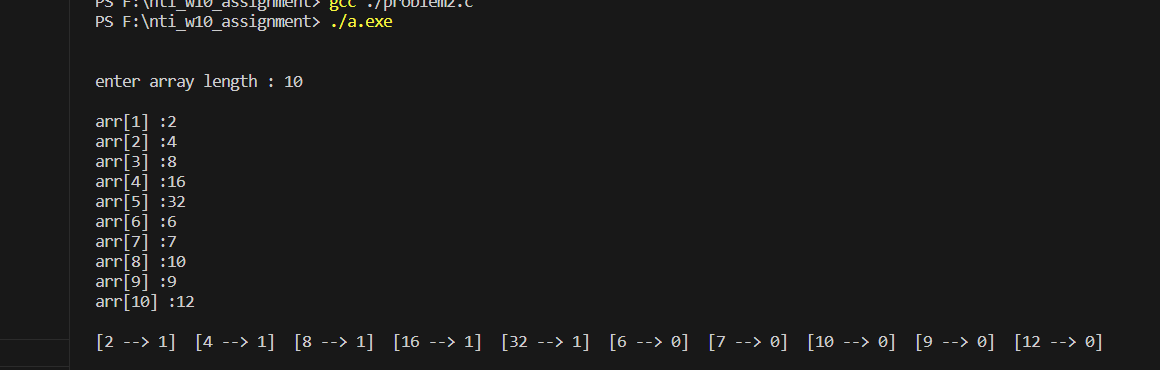 PS F:\nti_w10_assignment> gcc ./problem2.c
PS F:\nti_w10_assignment> ./a.exe
enter array length : 10
arr[1] :2
arr[2] :4
arr[3] :8
arr[4] :16
arr[5] :32
arr[6] :6
arr[7] :7
arr[8] :10
arr[9] :9
arr[10] :12
[2 --> 1]  [4 --> 1]  [8 --> 1]  [16 --> 1]  [32 --> 1]  [6 --> 0]  [7 --> 0]  [10 --> 0]  [9 --> 0]  [12 --> 0]